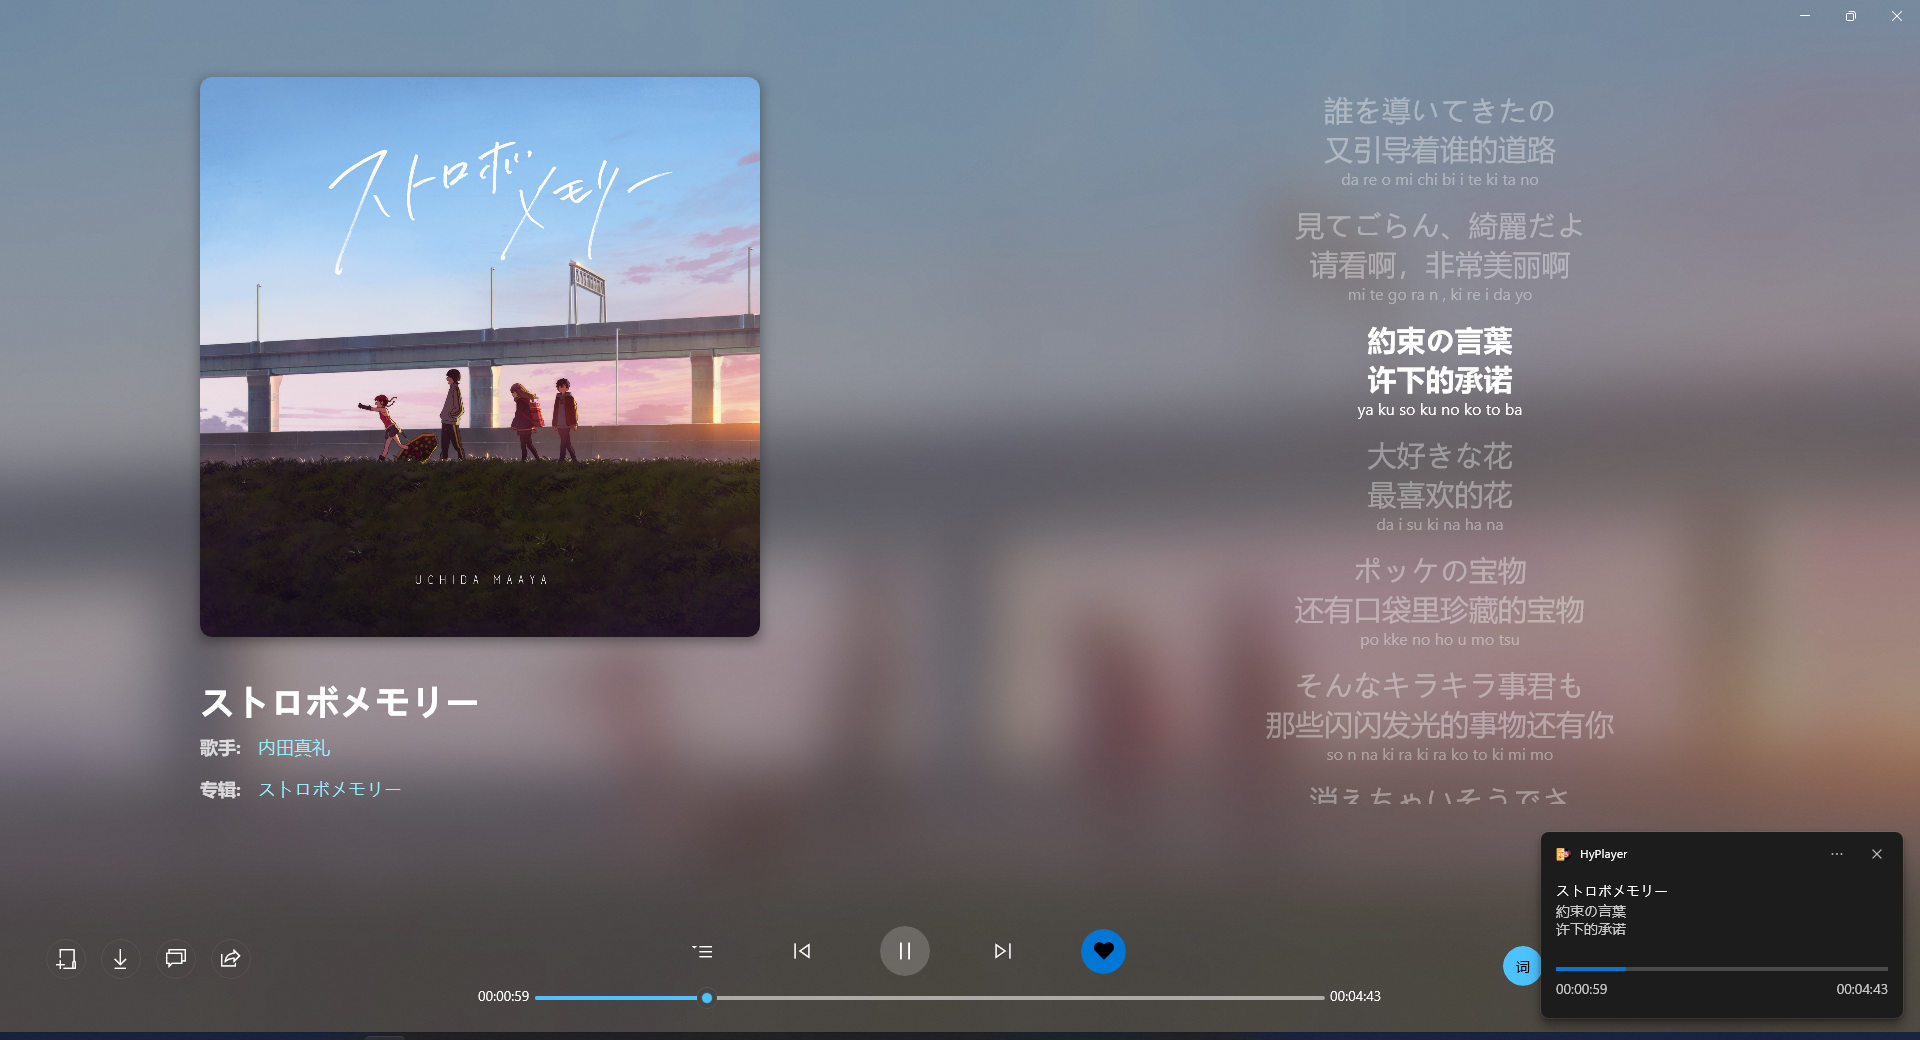 ストロボメモリー
UCHIDA MAAYA
ストロボメモリー
歌手: 内田真礼
专辑: ストロボメモリー
誰を導いてきたの
又引导着谁的道路
da re o mi chi bi i te ki ta no
見てごらん、綺麗だよ
请看啊，非常美丽啊
mi te go ra n , ki re i da yo
約束の言葉
许下的承诺
ya ku so ku no ko to ba
大好きな花
最喜欢的花
da i su ki na ha na
ポッケの宝物
还有口袋里珍藏的宝物
po kke no ho u mo tsu
そんなキラキラ事君も
那些闪闪发光的事物还有你
so n na ki ra ki ra ko to ki mi mo
消えちゃいそうでさ
00:00:59
00:04:43
词
HyPlayer
ストロボメモリー
約束の言葉
许下的承诺
00:00:59
00:04:43